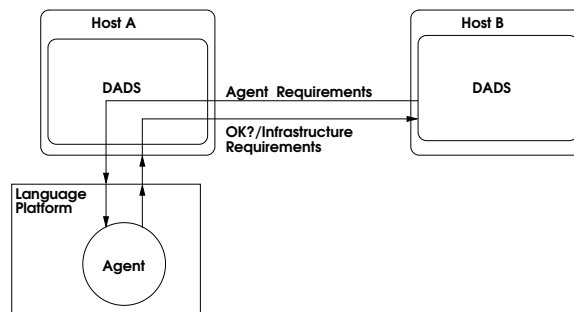 Host A
Host B
DADS
DADS
Agent Requirements
OK?/Infrastructure
Requirements
Language
Platform
Agent